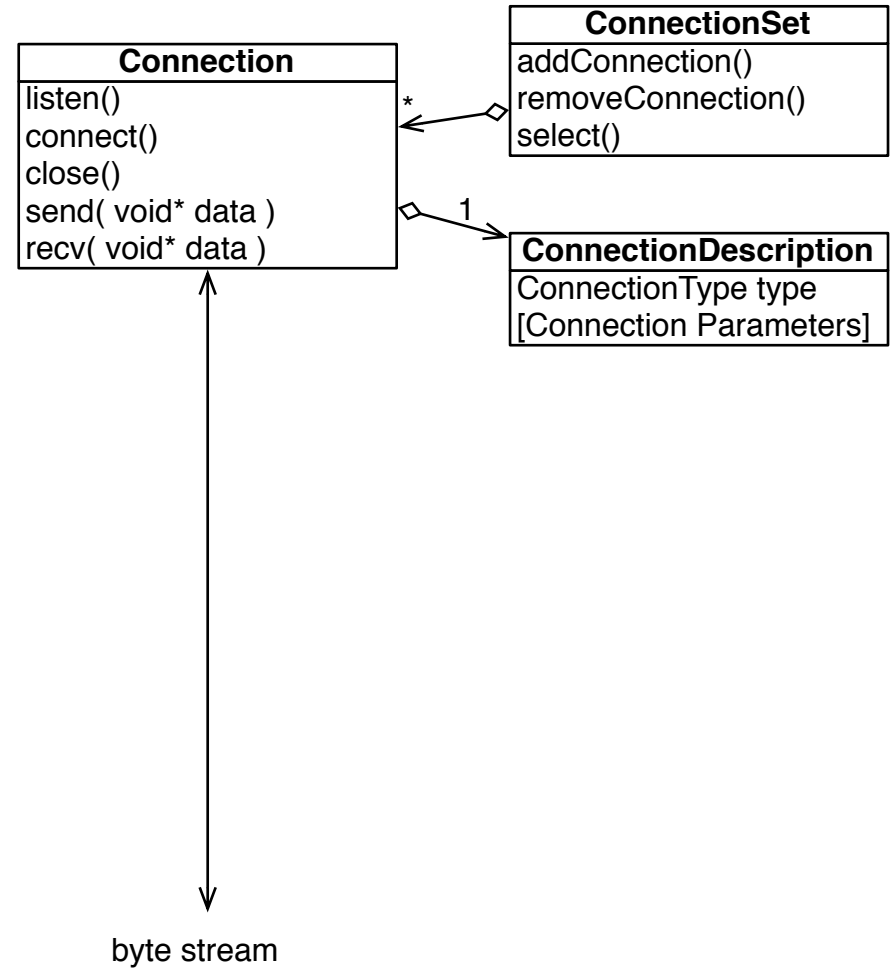 Connection
listen()
connect()
close()
send( void* data )
recv( void* data )
*
ConnectionSet
addConnection()
removeConnection()
select()
1
ConnectionDescription
ConnectionType type
[Connection Parameters]
byte stream